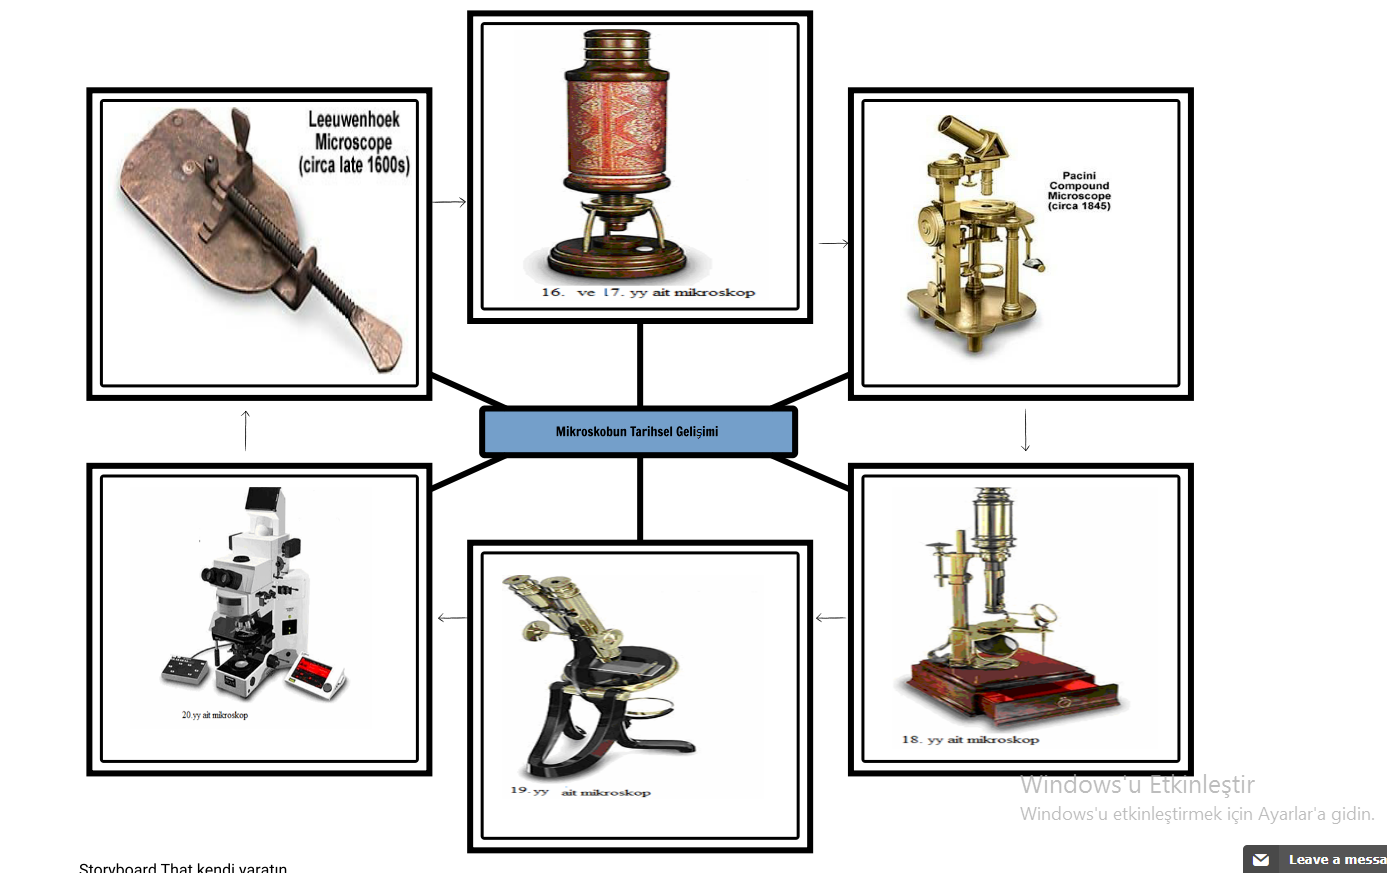 Leeuwenhoek
Microscope
(circa late 1600s)
16. ve 17. yy ait mikroskop
Pacini
Compound
Microscope
(circa 1845)
Mikroskobun Tarihsel Gelişimi
20.yy ait mikroskop
19. yy ait mikroskop
18. yy ait mikroskop
Windows'u Etkinleştir
Windows'u etkinleştirmek için Ayarlar'a gidin.
Storyboard That kendi yaratın
Leave a messa